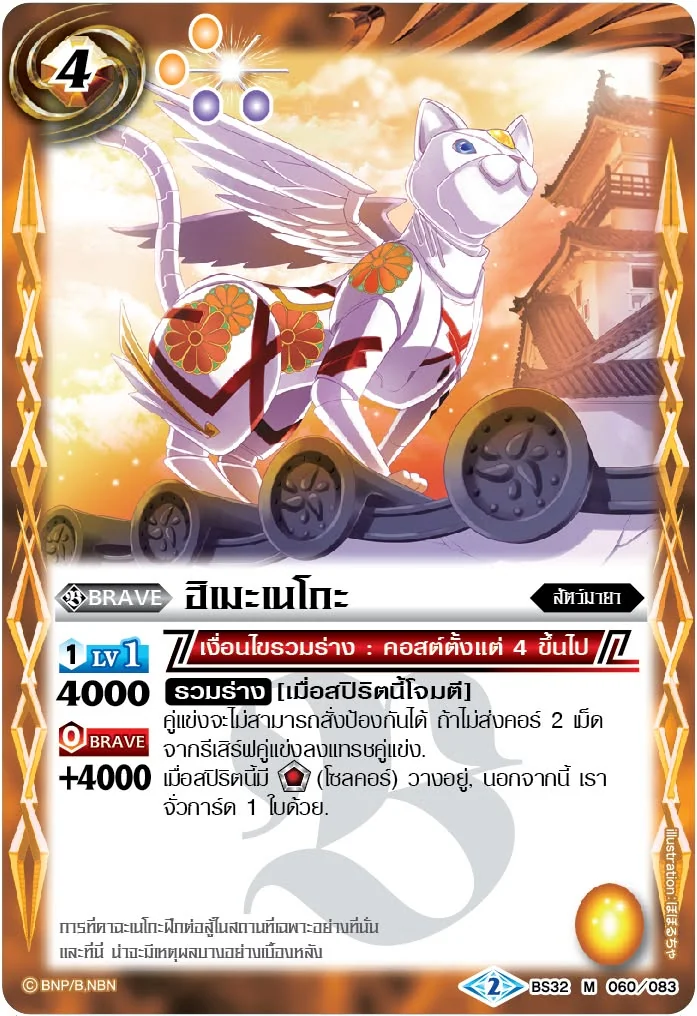 4
BRAVE ฮิเมะเนโกะ สัตว์มายา
1 LV1 เงื่อนไขรวมร่าง : คอสต์ตั้งแต่ 4 ขึ้นไป
4000 รวมร่าง [เมื่อสปิริตนี้โจมตี]
คู่แข่งจะไม่สามารถสั่งป้องกันได้ ถ้าไม่ส่งคอร์ 2 เม็ด
0 BRAVE จากรีเสิร์ฟคู่แข่งลงแทรชคู่แข่ง.
+4000 เมื่อสปิริตนี้มี (โซลคอร์) วางอยู่, นอกจากนี้ เรา
จั่วการ์ด 1 ใบด้วย.
illustration:ほほるちゃ
การที่ดาฉะเนโกะฝึกต่อสู้ในสถานที่เฉพาะอย่างที่นั่น
และที่นี่ น่าจะมีเหตุผลบางอย่างเบื้องหลัง
©BNP/B,NBN
2 BS32 M 060/083